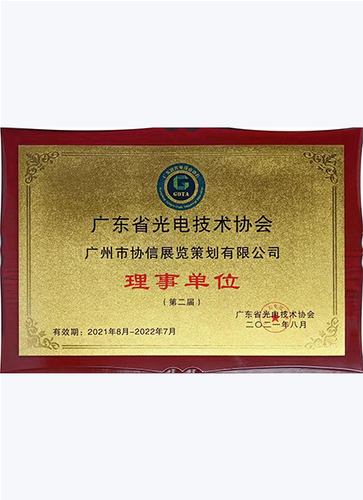 GOTA
广东省光电技术协会
广州市协信展览策划有限公司
理事单位
（第二届）
有效期：2021年8月-2022年7月
广东省光电技术协会
二〇二一年八月